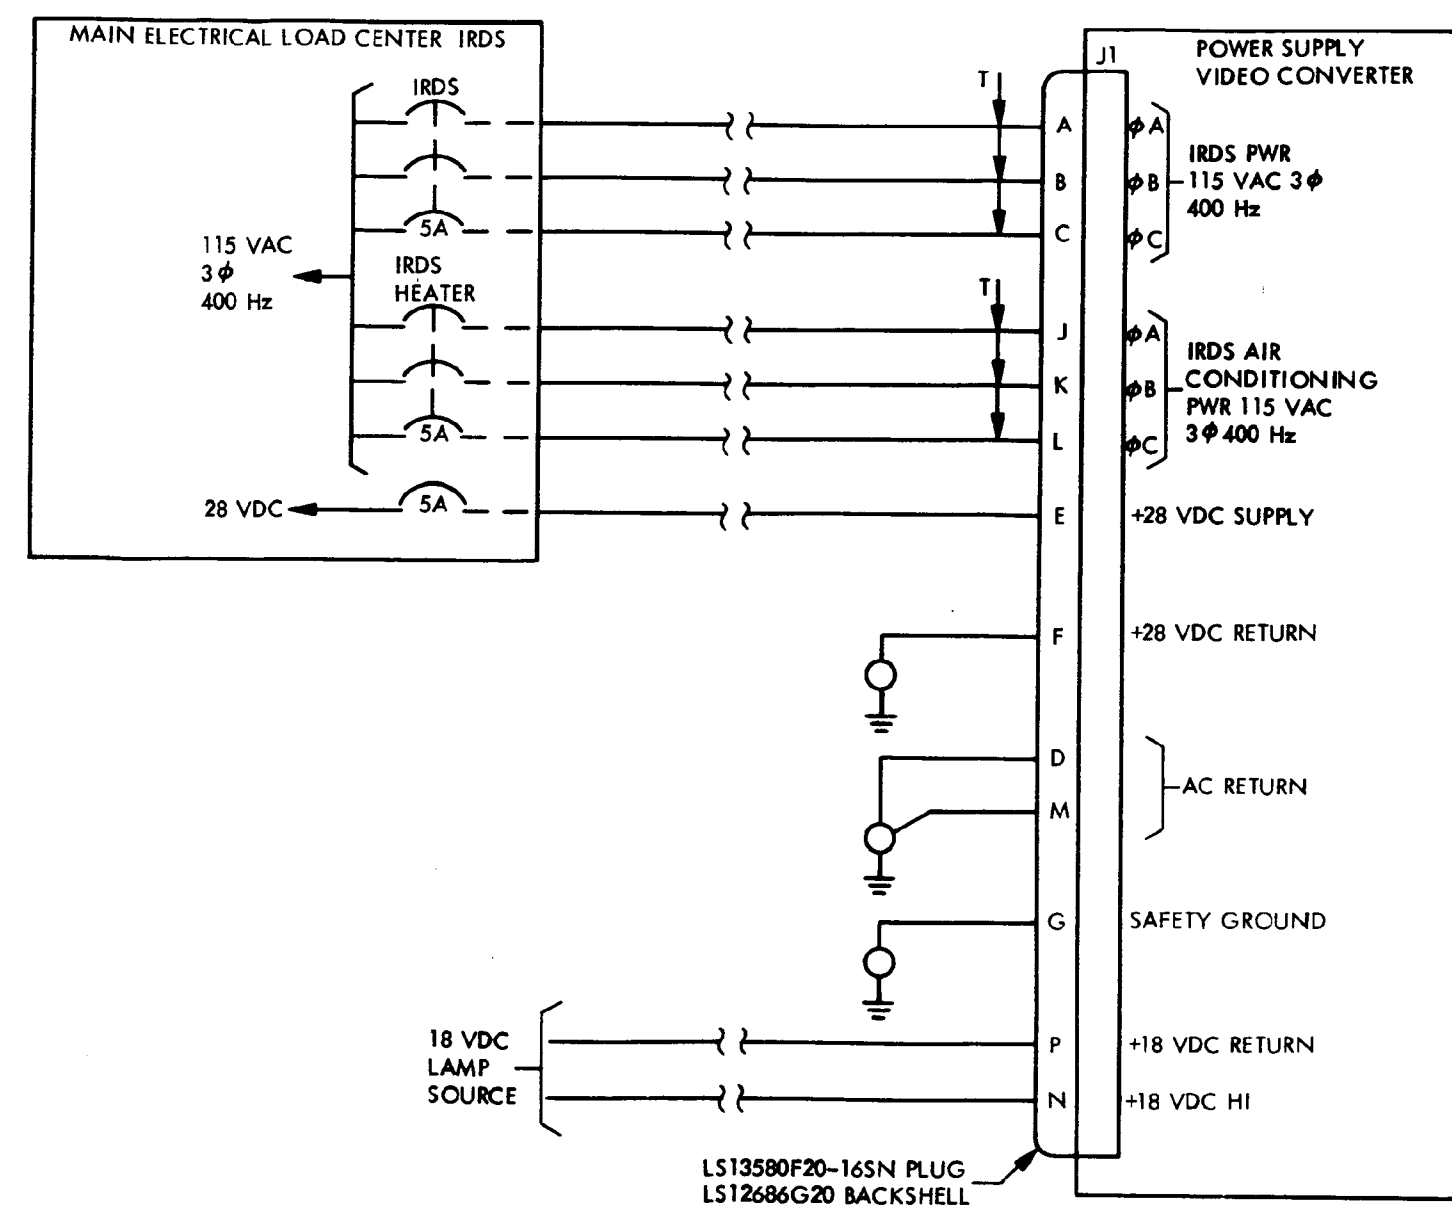 MAIN ELECTRICAL LOAD CENTER IRDS
IRDS
5A
115 VAC
3ϕ
400 Hz
IRDS
HEATER
5A
28 VDC
5A
T
T
J1
POWER SUPPLY
VIDEO CONVERTER
A
ϕA
B
ϕB
C
ϕC
IRDS PWR
115 VAC 3ϕ
400 Hz
J
ϕA
K
ϕB
L
ϕC
IRDS AIR
CONDITIONING
PWR 115 VAC
3ϕ 400 Hz
E
+28 VDC SUPPLY
F
+28 VDC RETURN
D
M
AC RETURN
G
SAFETY GROUND
18 VDC
LAMP
SOURCE
P
+18 VDC RETURN
N
+18 VDC HI
LS13580F20-16SN PLUG
LS12686G20 BACKSHELL